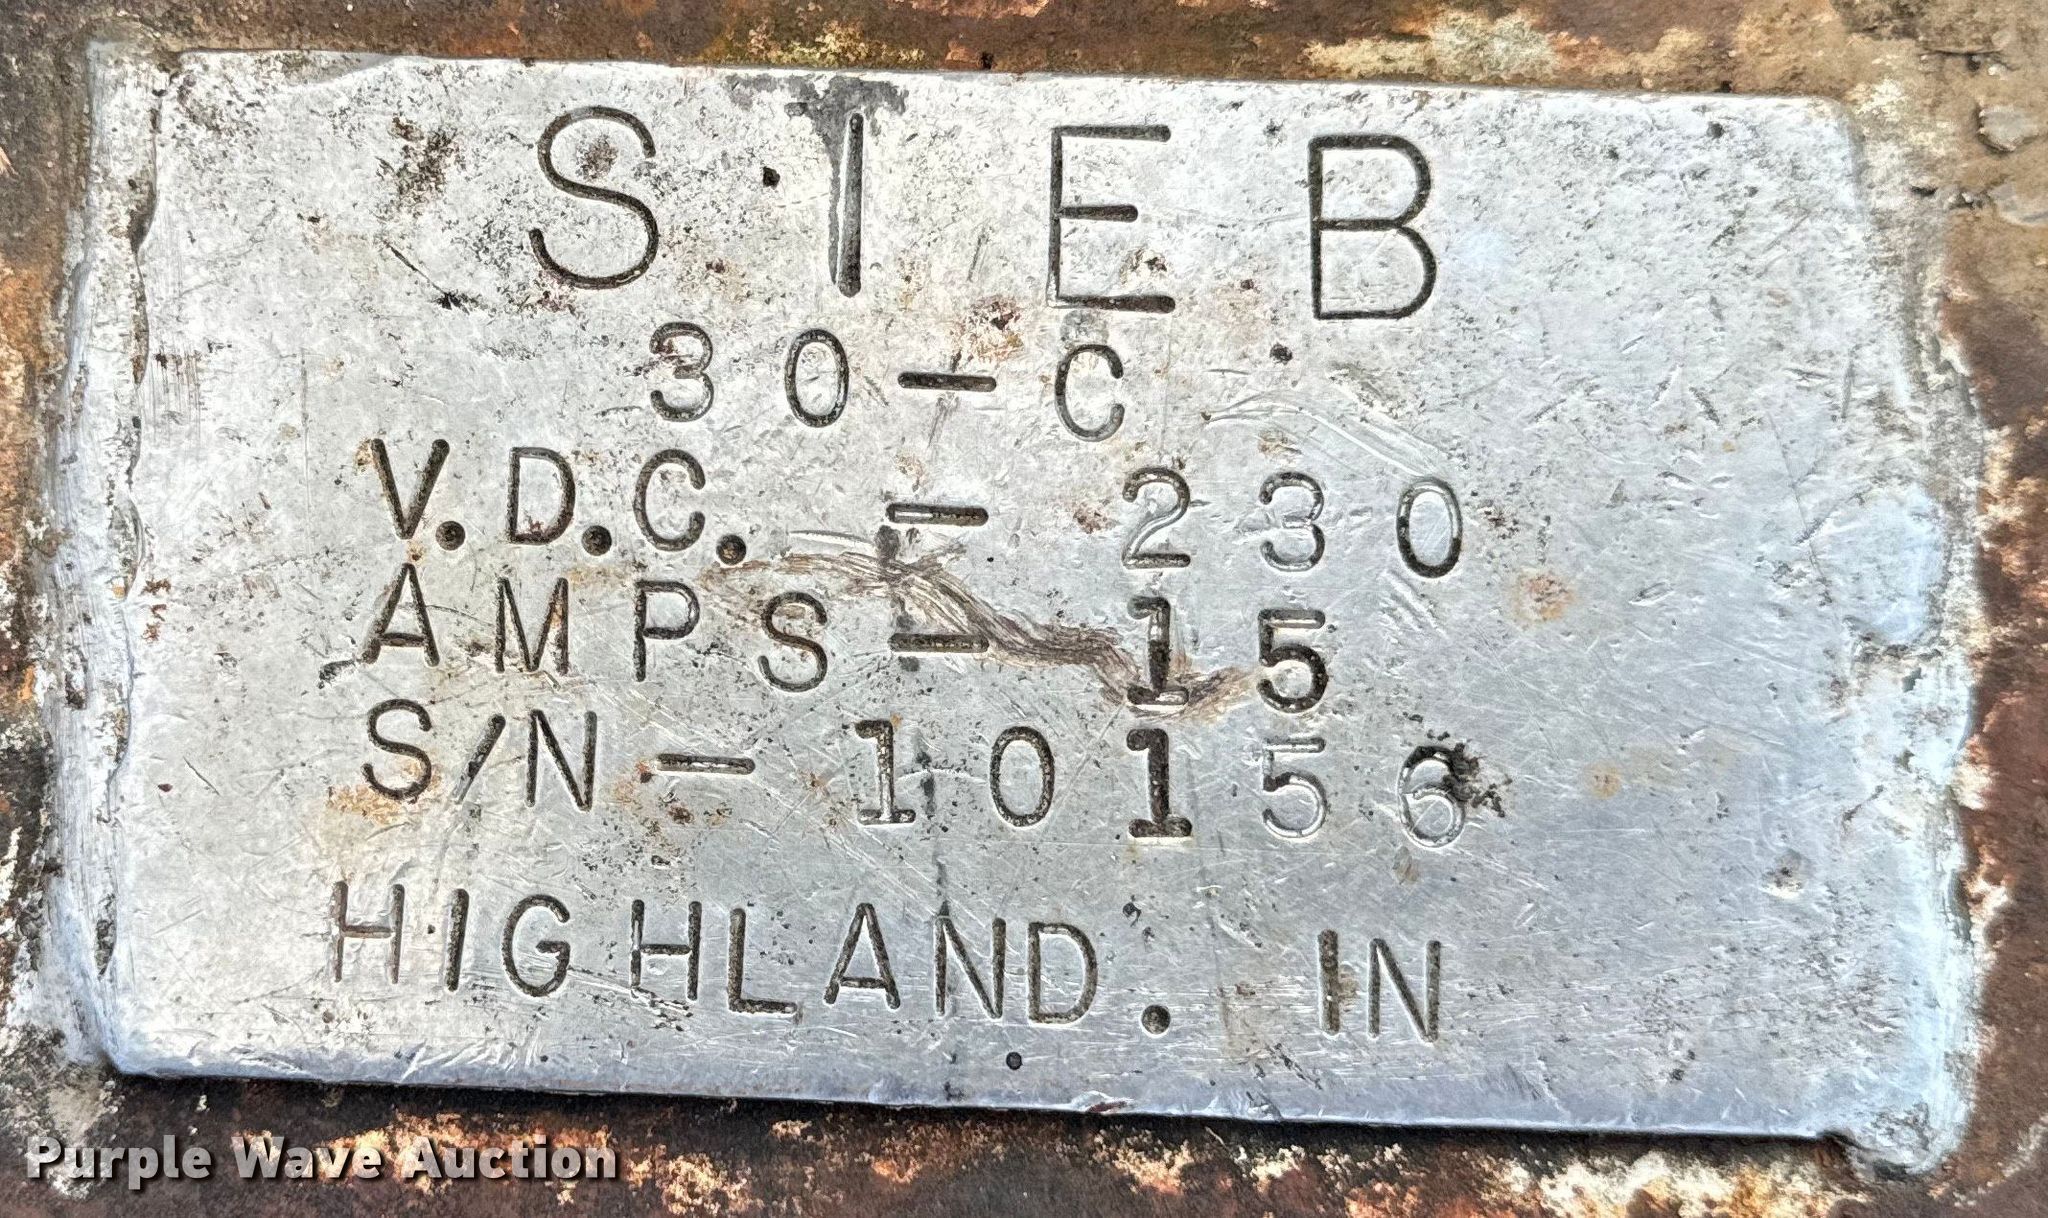 SIEB
30-C
V.D.C. - 230
AMPS - 15
S/N - 10156
HIGHLAND. IN
Purple Wave Auction